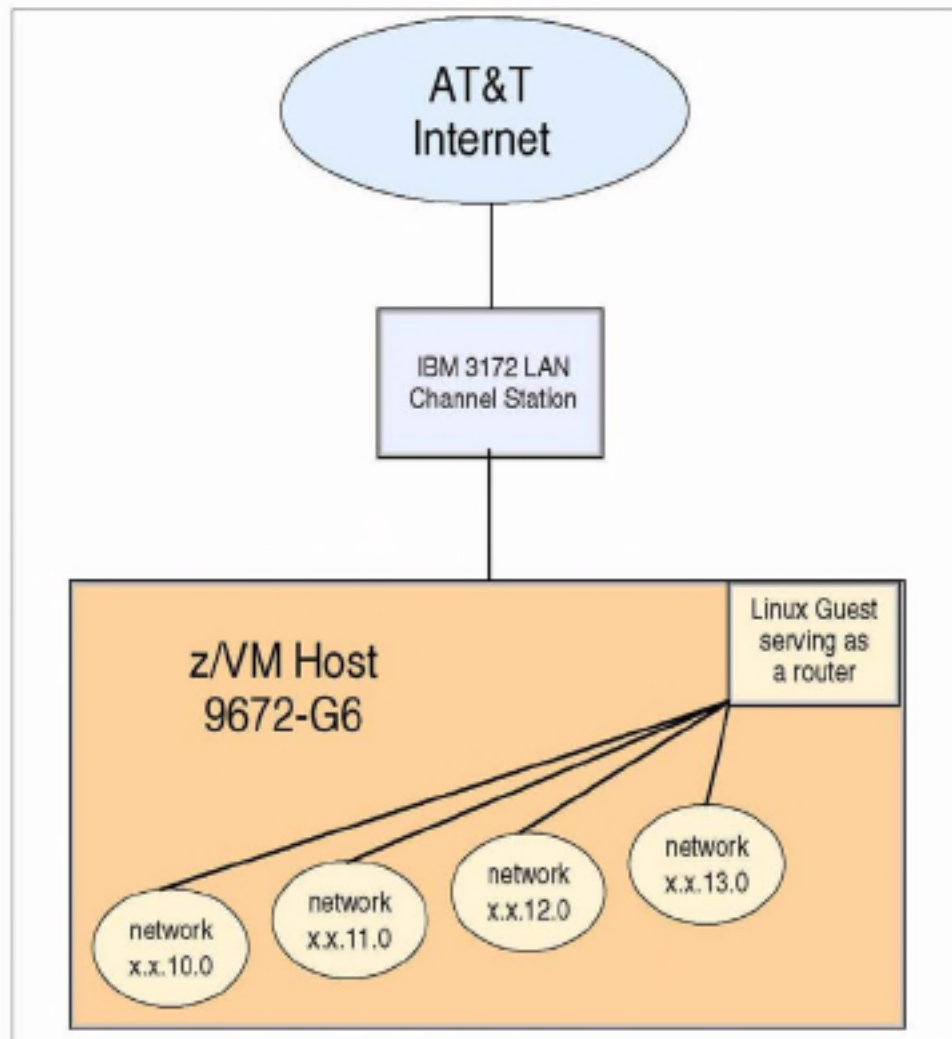 AT&T
Internet
IBM 3172 LAN
Channel Station
Linux Guest
serving as
a router
z/VM Host
9672-G6
network
x.x.10.0
network
x.x.11.0
network
x.x.12.0
network
x.x.13.0